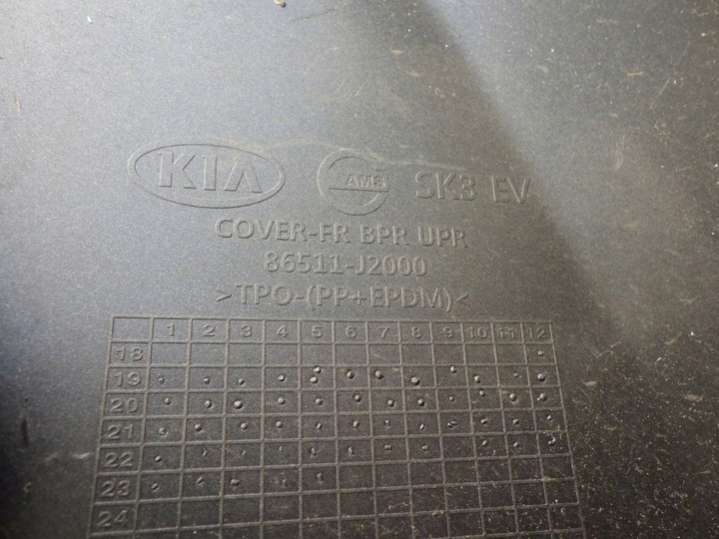 KIA AMS SK3 EV
COVER-FR BPR UPR
86511-J2000
>TPO-(PP+EPDM)<
1 2 3 4 5 6 7 8 9 10 11 12
18
19
20
21
22
23
24